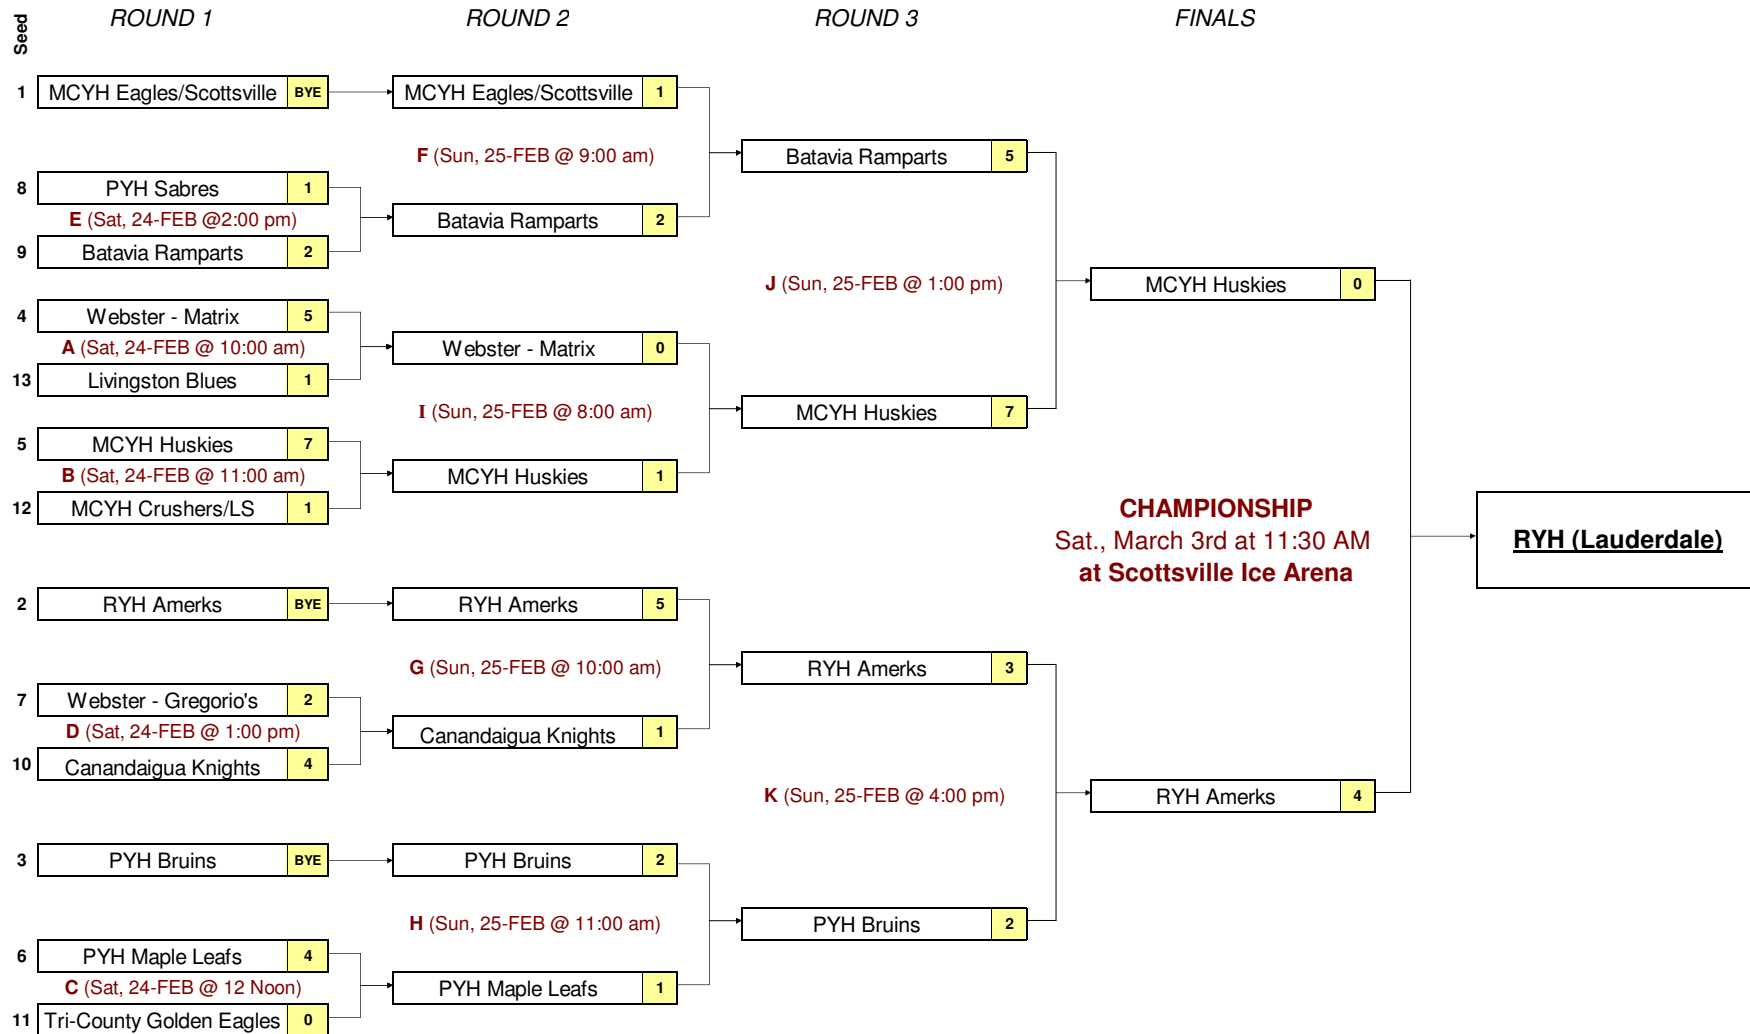 Seed
ROUND 1
ROUND 2
ROUND 3
FINALS
1 MCYH Eagles/Scottsville BYE
MCYH Eagles/Scottsville 1
F (Sun, 25-FEB @ 9:00 am)
Batavia Ramparts 5
8 PYH Sabres 1
E (Sat, 24-FEB @2:00 pm)
Batavia Ramparts 2
9 Batavia Ramparts 2
J (Sun, 25-FEB @ 1:00 pm)
MCYH Huskies 0
4 Webster - Matrix 5
A (Sat, 24-FEB @ 10:00 am)
Webster - Matrix 0
13 Livingston Blues 1
I (Sun, 25-FEB @ 8:00 am)
MCYH Huskies 7
5 MCYH Huskies 7
B (Sat, 24-FEB @ 11:00 am)
MCYH Huskies 1
12 MCYH Crushers/LS 1
CHAMPIONSHIP
Sat., March 3rd at 11:30 AM
at Scottsville Ice Arena
RYH (Lauderdale)
2 RYH Amerks BYE
RYH Amerks 5
G (Sun, 25-FEB @ 10:00 am)
RYH Amerks 3
7 Webster - Gregorio's 2
D (Sat, 24-FEB @ 1:00 pm)
Canandaigua Knights 1
10 Canandaigua Knights 4
K (Sun, 25-FEB @ 4:00 pm)
RYH Amerks 4
3 PYH Bruins BYE
PYH Bruins 2
H (Sun, 25-FEB @ 11:00 am)
PYH Bruins 2
6 PYH Maple Leafs 4
C (Sat, 24-FEB @ 12 Noon)
PYH Maple Leafs 1
11 Tri-County Golden Eagles 0